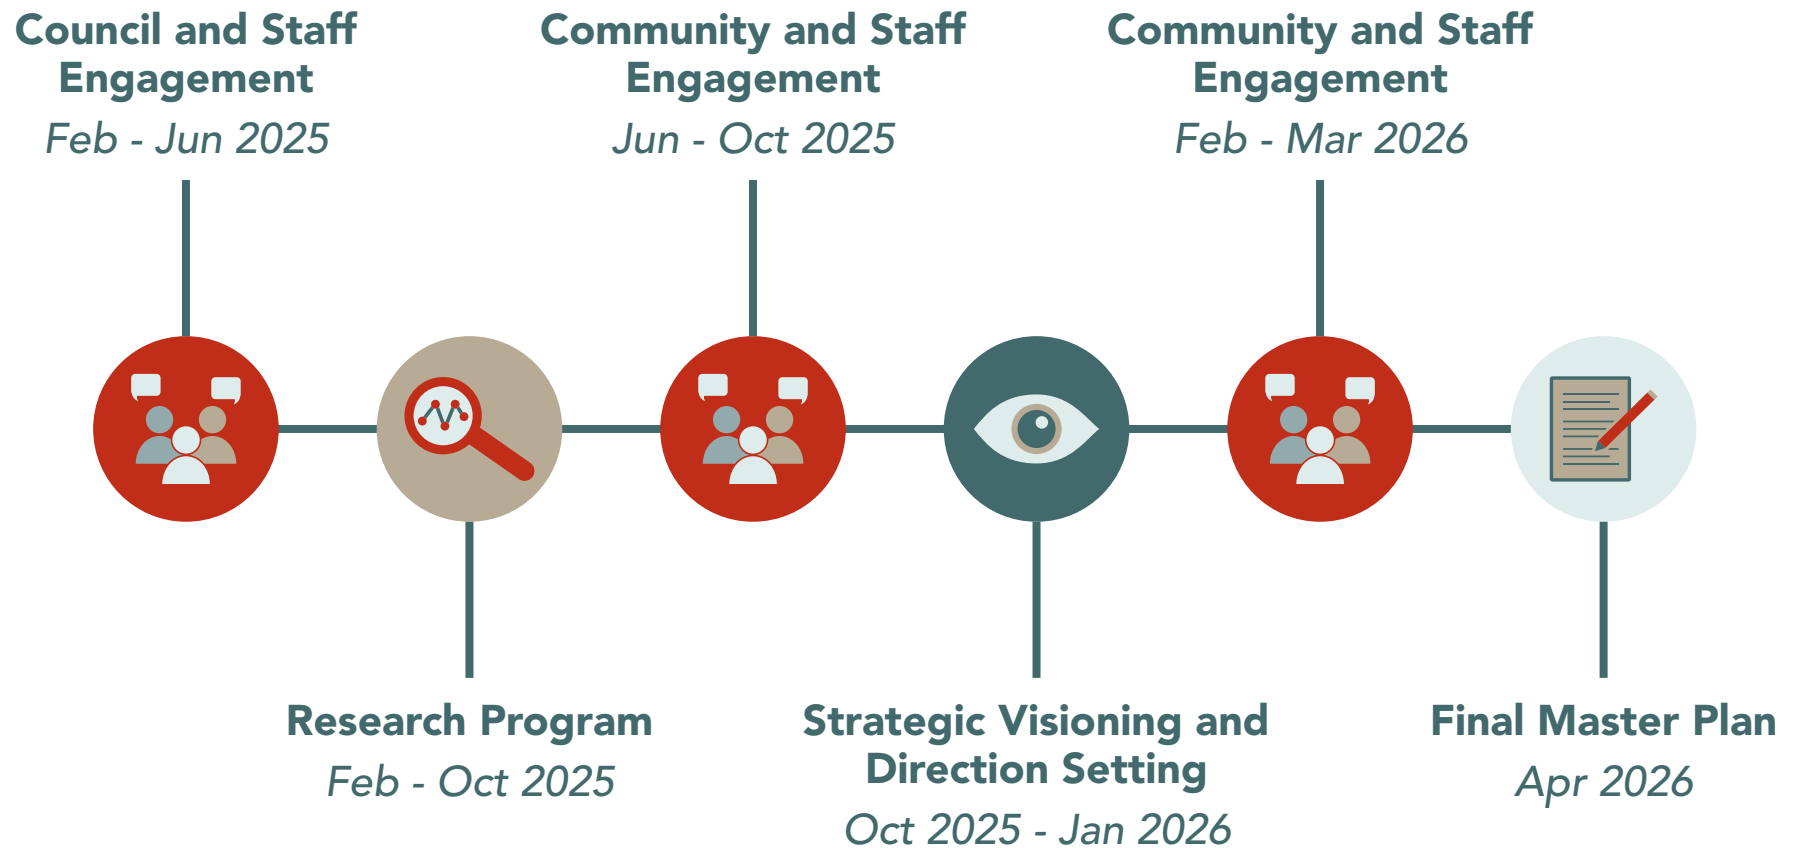 Council and Staff
Engagement
Feb - Jun 2025
Community and Staff
Engagement
Jun - Oct 2025
Community and Staff
Engagement
Feb - Mar 2026
Research Program
Feb - Oct 2025
Strategic Visioning and
Direction Setting
Oct 2025 - Jan 2026
Final Master Plan
Apr 2026